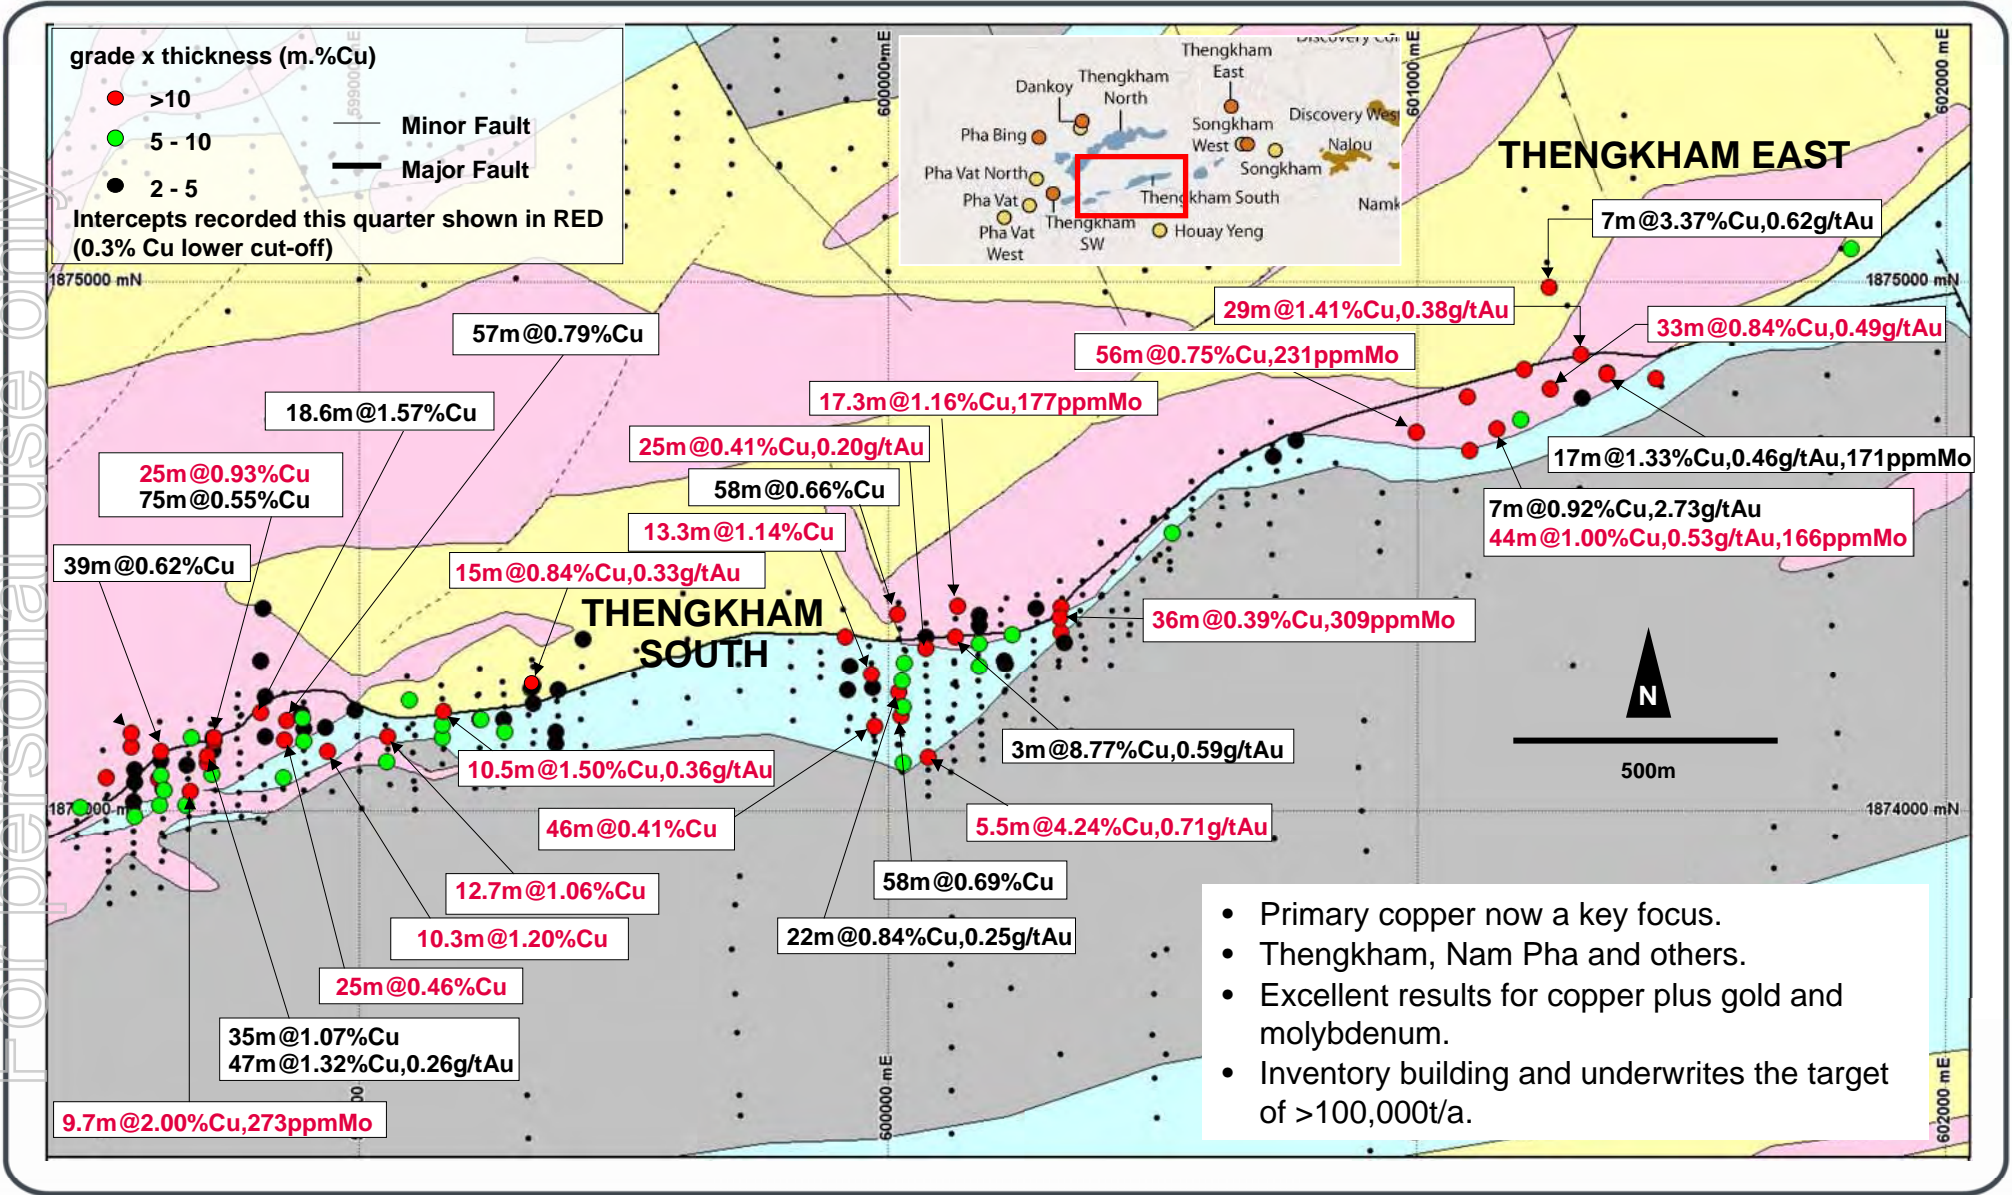 For personal use only
grade x thickness (m.%Cu)
>10
5 - 10
2 - 5
Minor Fault
Major Fault
Intercepts recorded this quarter shown in RED
(0.3% Cu lower cut-off)
599000mE
600000mE
601000mE
602000 mE
Thengkham
East
Thengkham
North
Dankoy
Pha Bing
Songkham
West
Discovery West
Nalou
Songkham
Pha Vat North
Pha Vat
Pha Vat
West
Thengkham
SW
Thengkham South
Houay Yeng
Namk
THENGKHAM EAST
7m@3.37%Cu,0.62g/tAu
1875000 mN
1875000 mN
29m@1.41%Cu,0.38g/tAu
33m@0.84%Cu,0.49g/tAu
57m@0.79%Cu
56m@0.75%Cu,231ppmMo
17.3m@1.16%Cu,177ppmMo
18.6m@1.57%Cu
25m@0.41%Cu,0.20g/tAu
17m@1.33%Cu,0.46g/tAu,171ppmMo
25m@0.93%Cu
75m@0.55%Cu
58m@0.66%Cu
7m@0.92%Cu,2.73g/tAu
44m@1.00%Cu,0.53g/tAu,166ppmMo
13.3m@1.14%Cu
39m@0.62%Cu
15m@0.84%Cu,0.33g/tAu
THENGKHAM
SOUTH
36m@0.39%Cu,309ppmMo
N
500m
3m@8.77%Cu,0.59g/tAu
10.5m@1.50%Cu,0.36g/tAu
1874000 mN
46m@0.41%Cu
5.5m@4.24%Cu,0.71g/tAu
58m@0.69%Cu
12.7m@1.06%Cu
22m@0.84%Cu,0.25g/tAu
10.3m@1.20%Cu
25m@0.46%Cu
35m@1.07%Cu
47m@1.32%Cu,0.26g/tAu
9.7m@2.00%Cu,273ppmMo
600000 mE
602000 mE
• Primary copper now a key focus.
• Thengkham, Nam Pha and others.
• Excellent results for copper plus gold and
molybdenum.
• Inventory building and underwrites the target
of >100,000t/a.